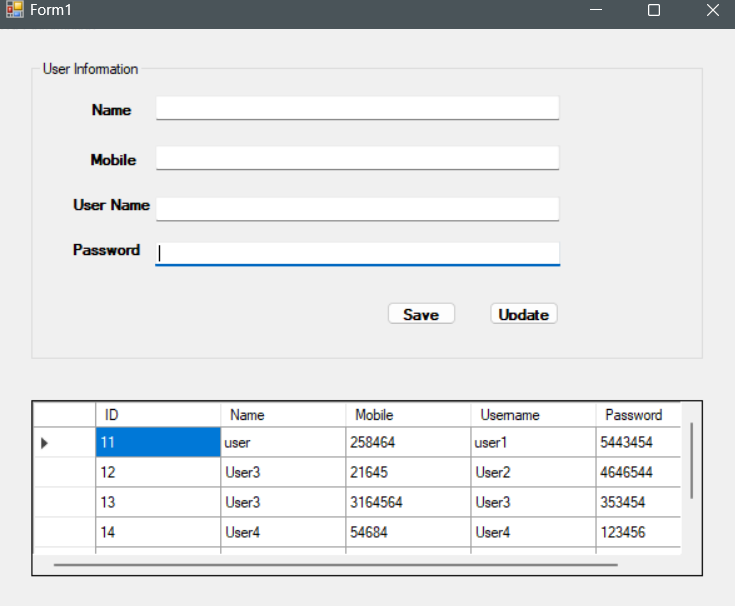 Form1
User Information
Name
Mobile
User Name
Password
Save Update
ID Name Mobile Username Password
11 user 258464 user1 5443454
12 User3 21645 User2 4646544
13 User3 3164564 User3 353454
14 User4 54684 User4 123456